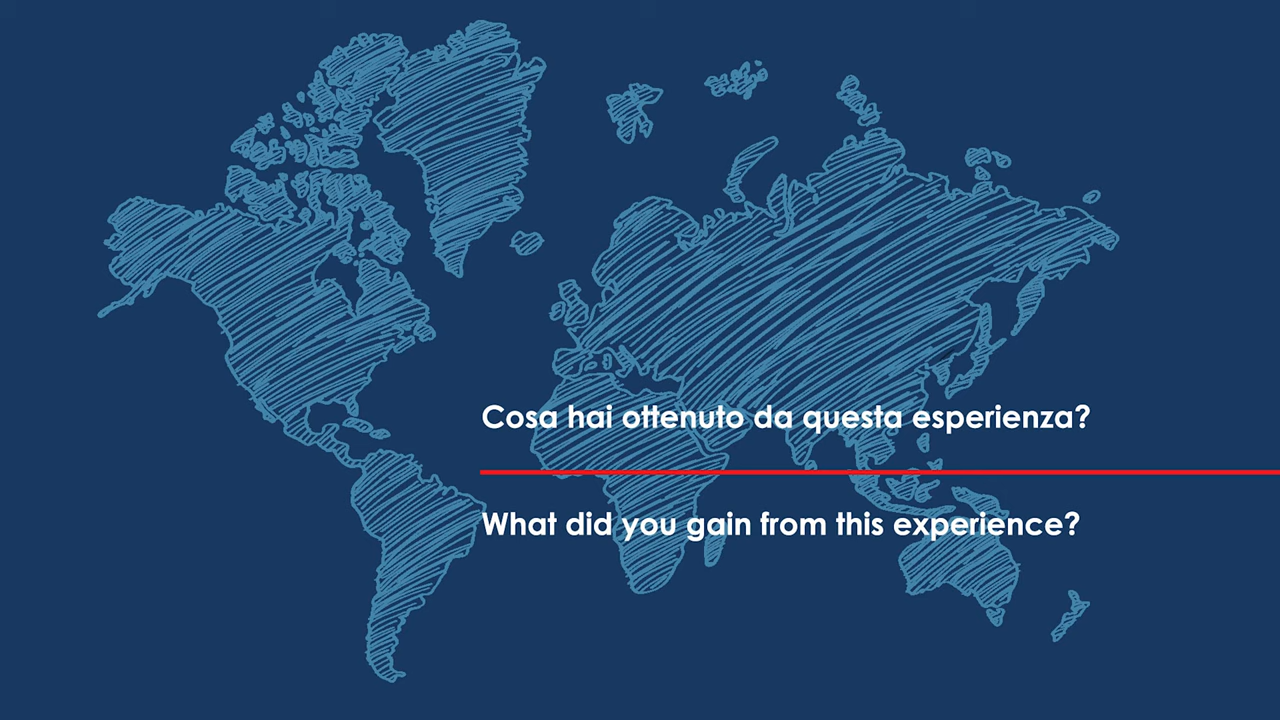 Cosa hai ottenuto da questa esperienza?
What did you gain from this experience?